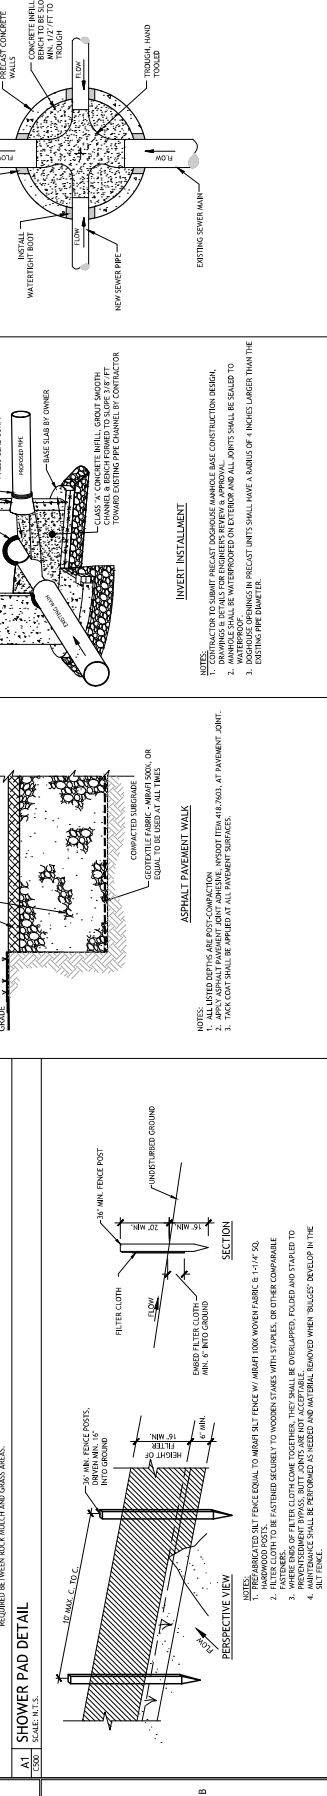 PRECAST CONCRETE
WALLS
CONCRETE INFILL
BENCH TO BE SLO
MIN. 1/2"/FT TO
TROUGH
TROUGH, HAND
TOOLED
FLOW
FLOW
FLOW
FLOW
INSTALL
WATERTIGHT BOOT
NEW SEWER PIPE
EXISTING SEWER MAIN
PROPOSED PIPE
BASE SLAB BY OWNER
CLASS "A" CONCRETE INFILL, GROUT SMOOTH
CHANNEL & BENCH FORMED TO SLOPE 3/8"/FT
TOWARD EXISTING PIPE CHANNEL BY CONTRACTOR
EXISTING MAIN
INVERT INSTALLMENT
NOTES:
1. CONTRACTOR TO SUBMIT PRECAST DOGHOUSE MANHOLE BASE CONSTRUCTION DESIGN,
DRAWINGS & DETAILS FOR ENGINEER'S REVIEW & APPROVAL.
2. MANHOLE SHALL BE WATERPROOFED ON EXTERIOR AND ALL JOINTS SHALL BE SEALED TO
WATERPROOF.
3. DOGHOUSE OPENINGS IN PRECAST UNITS SHALL HAVE A RADIUS OF 4 INCHES LARGER THAN THE
EXISTING PIPE DIAMETER.
GRADE
COMPACTED SUBGRADE
GEOTEXTILE FABRIC - MIRAFI 500X, OR
EQUAL TO BE USED AT ALL TIMES
ASPHALT PAVEMENT WALK
NOTES:
1. ALL LISTED DEPTHS ARE POST-COMPACTION
2. APPLY ASPHALT PAVEMENT JOINT ADHESIVE, NYSDOT ITEM 418.7603, AT PAVEMENT JOINT.
3. TACK COAT SHALL BE APPLIED AT ALL PAVEMENT SURFACES.
REQUIRED BETWEEN ROCK MULCH AND GRASS AREAS.
A1
C500
SHOWER PAD DETAIL
SCALE: N.T.S.
10' MAX. C. TO C.
36" MIN. FENCE POSTS,
DRIVEN MIN. 16"
INTO GROUND
HEIGHT OF
FILTER
16" MIN.
6" MIN.
FLOW
PERSPECTIVE VIEW
FILTER CLOTH
36" MIN. FENCE POST
20" MIN.
16" MIN.
UNDISTURBED GROUND
FLOW
EMBED FILTER CLOTH
MIN. 6" INTO GROUND
SECTION
NOTES:
1. PREFABRICATED SILT FENCE EQUAL TO MIRAFI SILT FENCE W/ MIRAFI 100X WOVEN FABRIC & 1-1/4" SQ.
HARDWOOD POSTS.
2. FILTER CLOTH TO BE FASTENED SECURELY TO WOODEN STAKES WITH STAPLES, OR OTHER COMPARABLE
FASTENERS.
3. WHERE ENDS OF FILTER CLOTH COME TOGETHER, THEY SHALL BE OVERLAPPED, FOLDED AND STAPLED TO
PREVENTSEDIMENT BYPASS, BUTT JOINTS ARE NOT ACCEPTABLE.
4. MAINTENANCE SHALL BE PERFORMED AS NEEDED AND MATERIAL REMOVED WHEN "BULGES" DEVELOP IN THE
SILT FENCE.
B